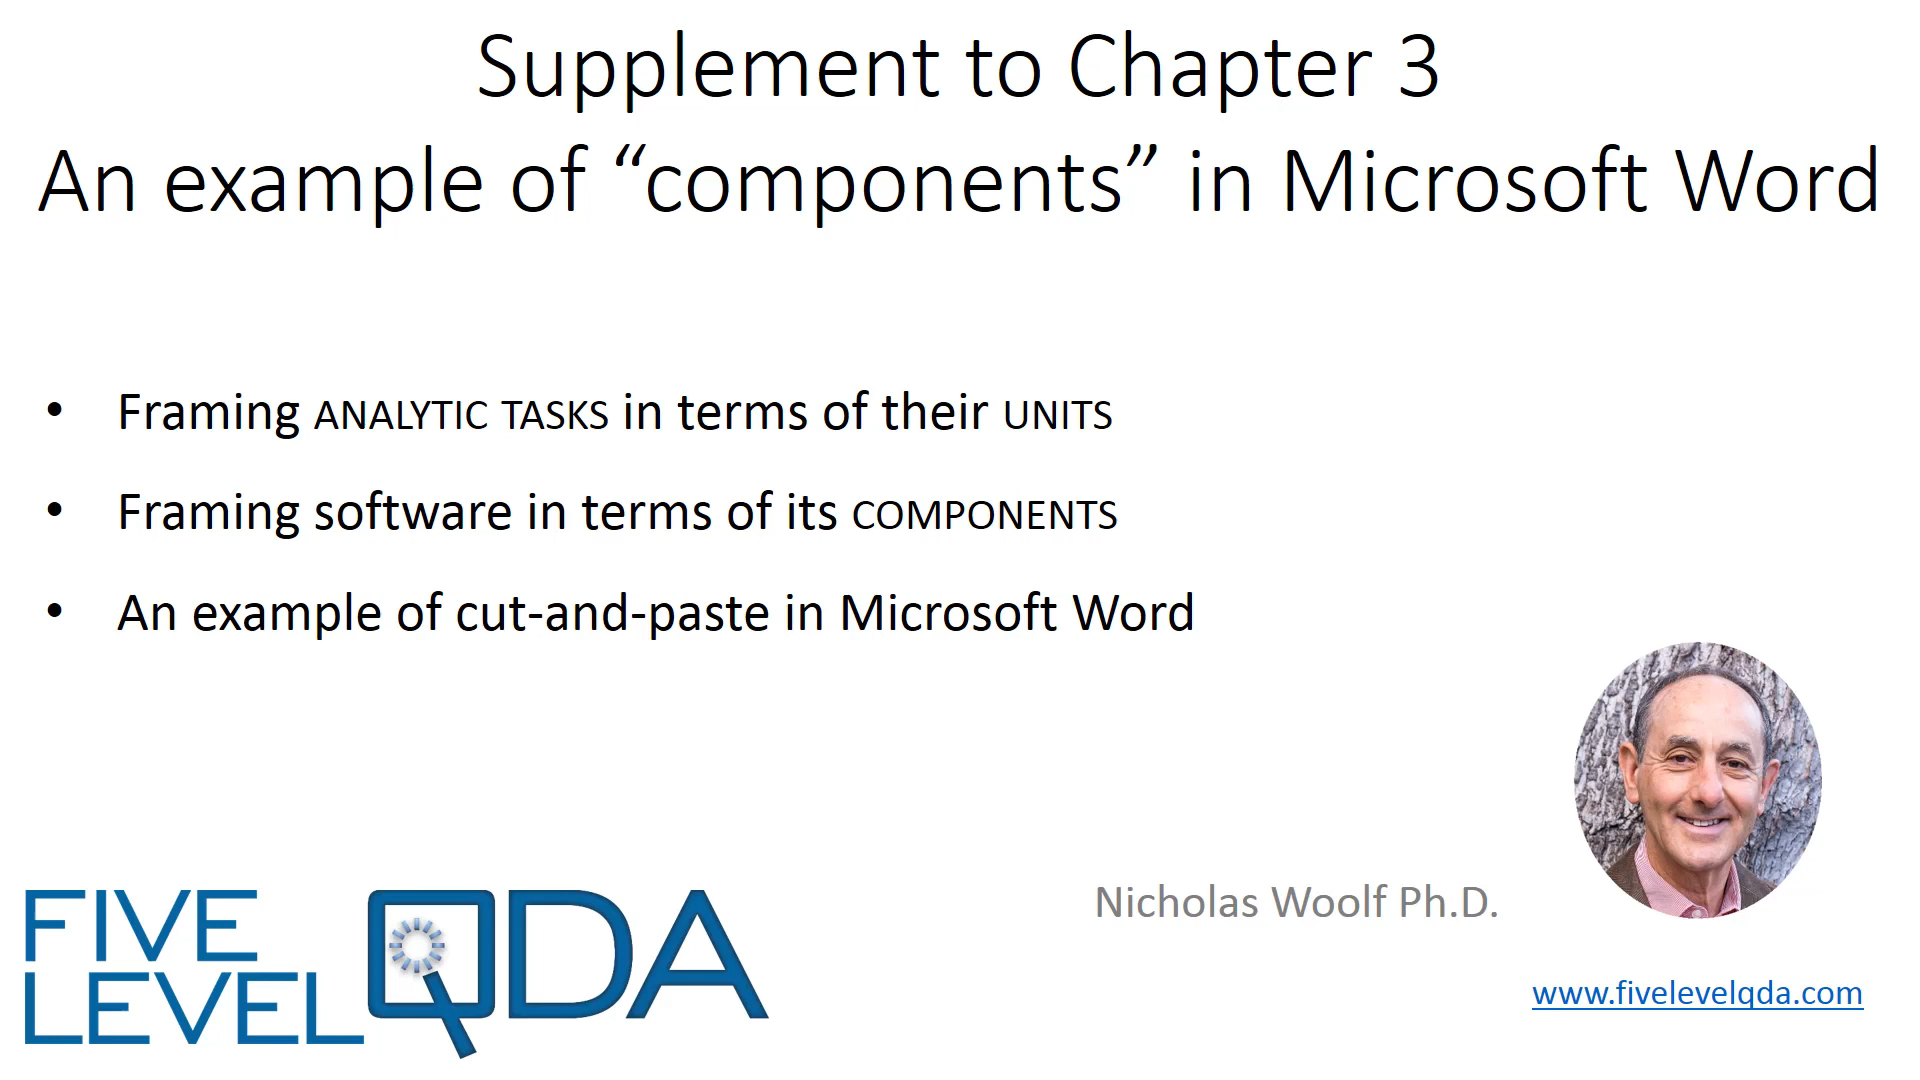 Supplement to Chapter 3
An example of “components” in Microsoft Word
• Framing ANALYTIC TASKS in terms of their UNITS
• Framing software in terms of its COMPONENTS
• An example of cut-and-paste in Microsoft Word
Nicholas Woolf Ph.D.
FIVE
LEVEL QDA
www.fivelevelqda.com